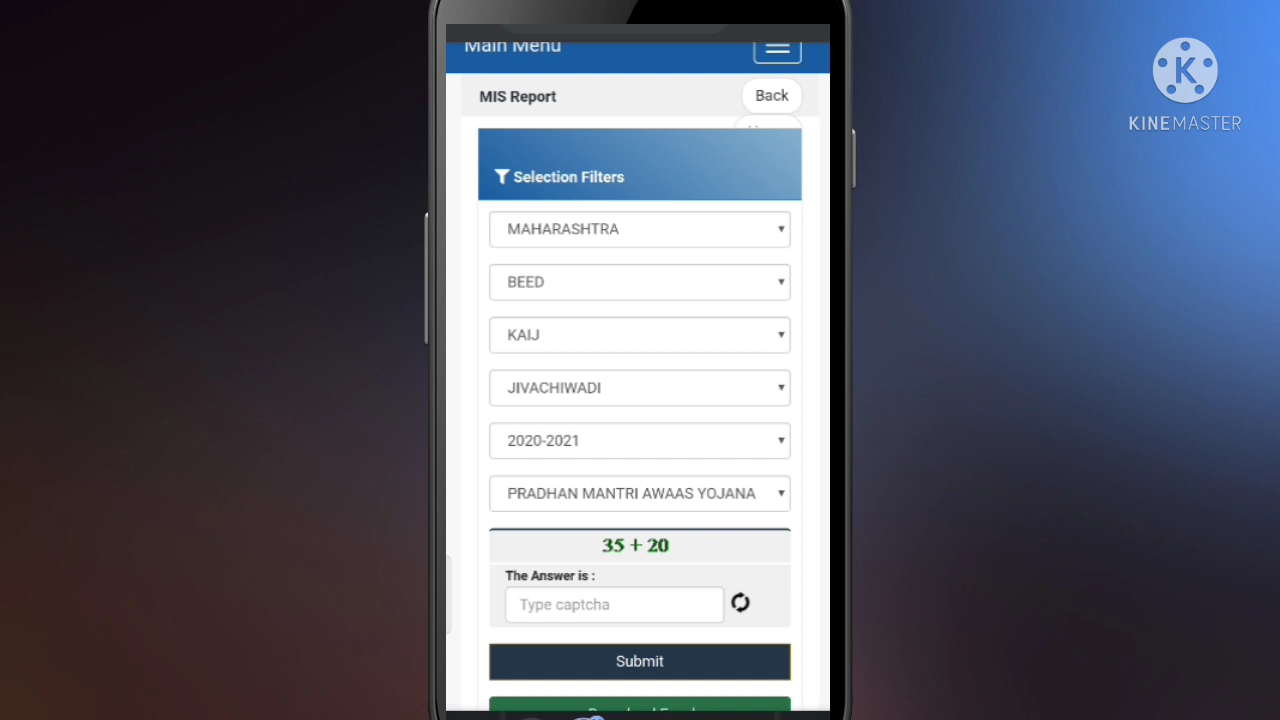 Main Menu
MIS Report
Back
Selection Filters
MAHARASHTRA
BEED
KAIJ
JIVACHIWADI
2020-2021
PRADHAN MANTRI AWAAS YOJANA
35 + 20
The Answer is :
Type captcha
Submit
K
KINEMASTER